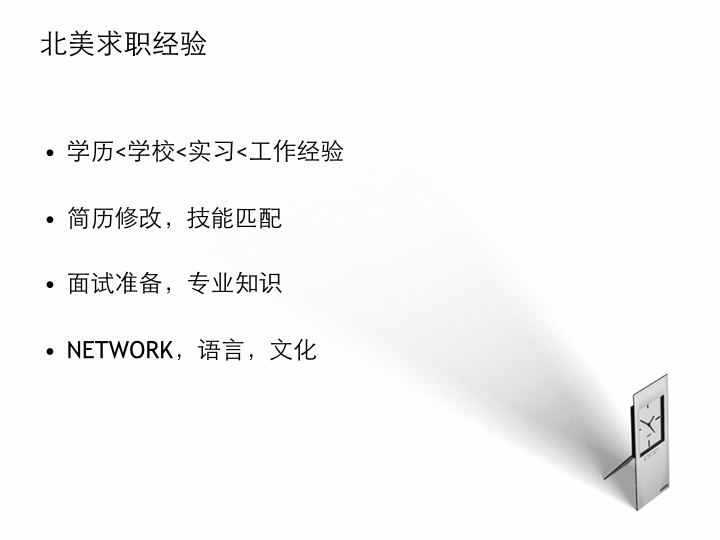 北美求职经验
• 学历<学校<实习<工作经验
• 简历修改，技能匹配
• 面试准备，专业知识
• NETWORK，语言，文化